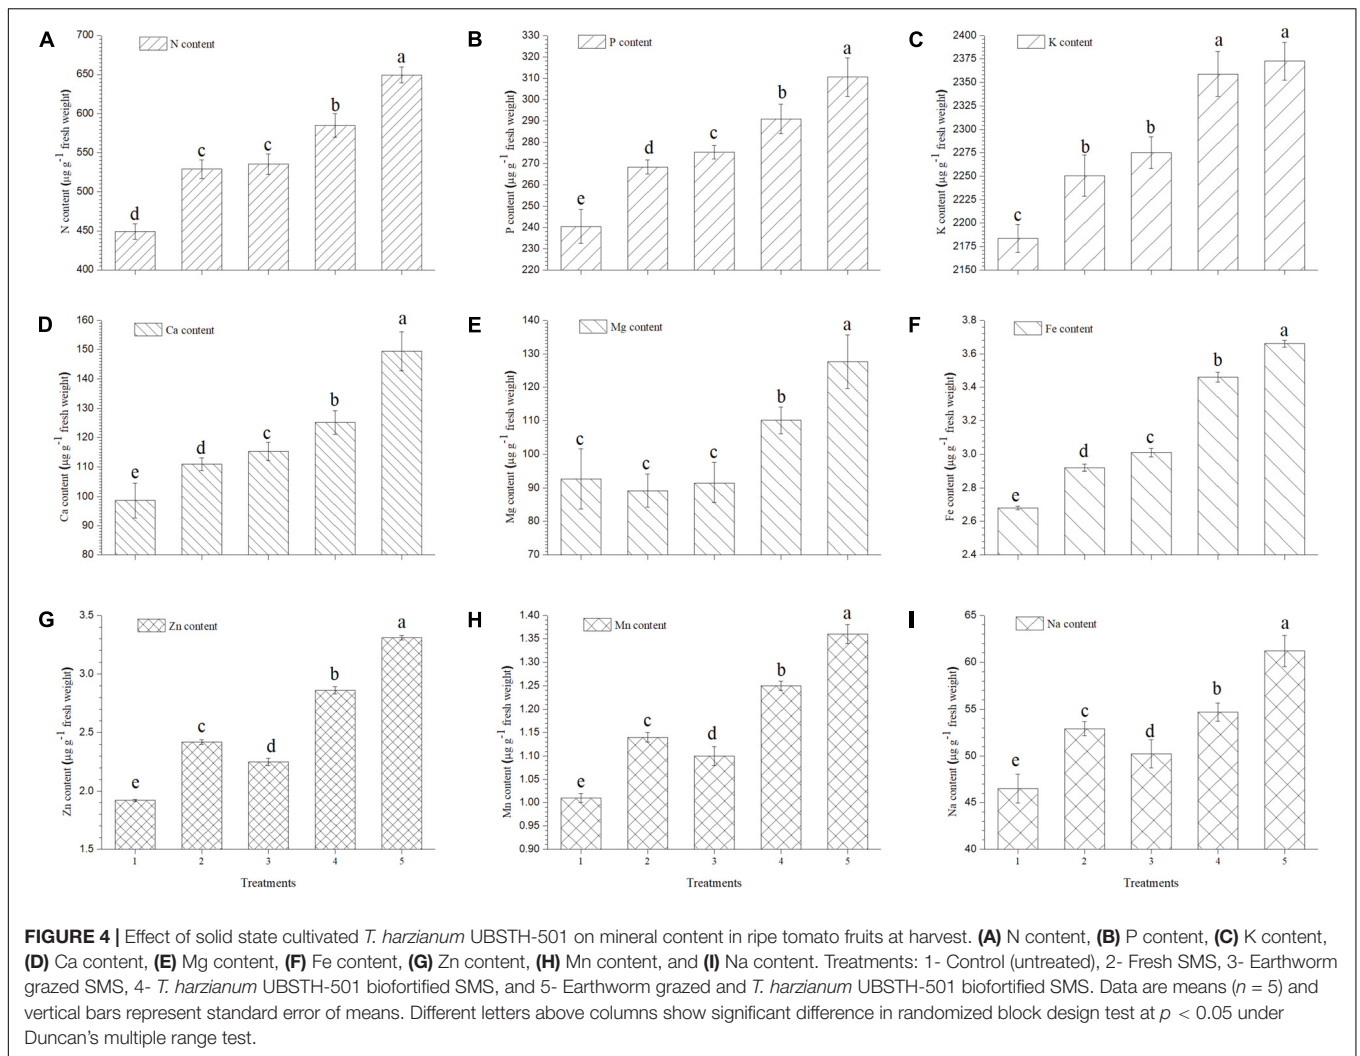 A
N content
N content (µg g-1 fresh weight)
700
650
600
550
500
450
400
d
c
c
b
a
B
P content
P content (µg g-1 fresh weight)
330
320
310
300
290
280
270
260
250
240
230
220
e
d
c
b
a
C
K content
K content (µg g-1 fresh weight)
2400
2375
2350
2325
2300
2275
2250
2225
2200
2175
2150
c
b
b
a
a
D
Ca content
Ca content (µg g-1 fresh weight)
160
150
140
130
120
110
100
90
80
e
d
c
b
a
E
Mg content
Mg content (µg g-1 fresh weight)
140
130
120
110
100
90
80
70
c
c
c
b
a
F
Fe content
Fe content (µg g-1 fresh weight)
3.8
3.6
3.4
3.2
3.0
2.8
2.6
2.4
e
d
c
b
a
G
Zn content
Zn content (µg g-1 fresh weight)
3.5
3.0
2.5
2.0
1.5
e
c
d
b
a
1 2 3 4 5
Treatments
H
Mn content
Mn content (µg g-1 fresh weight)
1.40
1.35
1.30
1.25
1.20
1.15
1.10
1.05
1.00
0.95
0.90
e
c
d
b
a
1 2 3 4 5
Treatments
I
Na content
Na content (µg g-1 fresh weight)
65
60
55
50
45
40
e
c
d
b
a
1 2 3 4 5
Treatments
FIGURE 4 | Effect of solid state cultivated T. harzianum UBSTH-501 on mineral content in ripe tomato fruits at harvest. (A) N content, (B) P content, (C) K content,
(D) Ca content, (E) Mg content, (F) Fe content, (G) Zn content, (H) Mn content, and (I) Na content. Treatments: 1- Control (untreated), 2- Fresh SMS, 3- Earthworm
grazed SMS, 4- T. harzianum UBSTH-501 biofortified SMS, and 5- Earthworm grazed and T. harzianum UBSTH-501 biofortified SMS. Data are means (n = 5) and
vertical bars represent standard error of means. Different letters above columns show significant difference in randomized block design test at p < 0.05 under
Duncan's multiple range test.